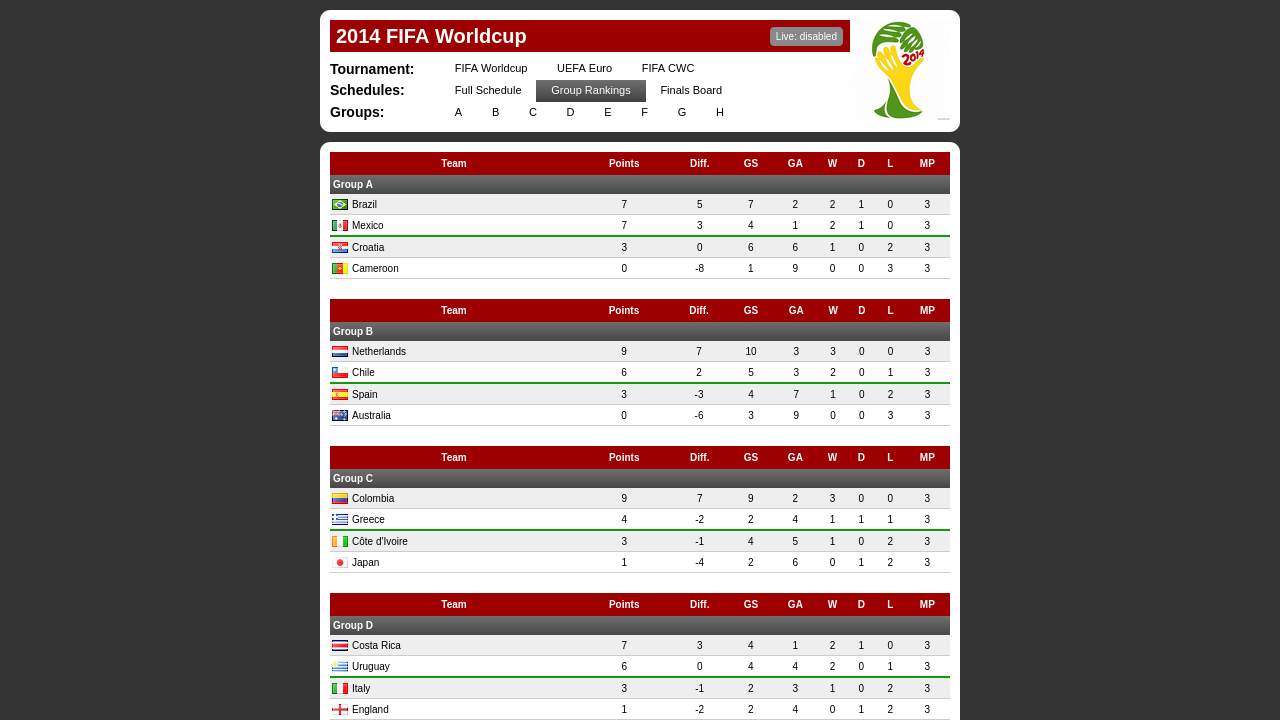 2014 FIFA Worldcup Live: disabled
2014
Tournament: FIFA Worldcup UEFA Euro FIFA CWC
Schedules: Full Schedule Group Rankings Finals Board
Groups: A B C D E F G H
Team Points Diff. GS GA W D L MP
Group A
Brazil 7 5 7 2 2 1 0 3
Mexico 7 3 4 1 2 1 0 3
Croatia 3 0 6 6 1 0 2 3
Cameroon 0 -8 1 9 0 0 3 3
Team Points Diff. GS GA W D L MP
Group B
Netherlands 9 7 10 3 3 0 0 3
Chile 6 2 5 3 2 0 1 3
Spain 3 -3 4 7 1 0 2 3
Australia 0 -6 3 9 0 0 3 3
Team Points Diff. GS GA W D L MP
Group C
Colombia 9 7 9 2 3 0 0 3
Greece 4 -2 2 4 1 1 1 3
Côte d'Ivoire 3 -1 4 5 1 0 2 3
Japan 1 -4 2 6 0 1 2 3
Team Points Diff. GS GA W D L MP
Group D
Costa Rica 7 3 4 1 2 1 0 3
Uruguay 6 0 4 4 2 0 1 3
Italy 3 -1 2 3 1 0 2 3
England 1 -2 2 4 0 1 2 3